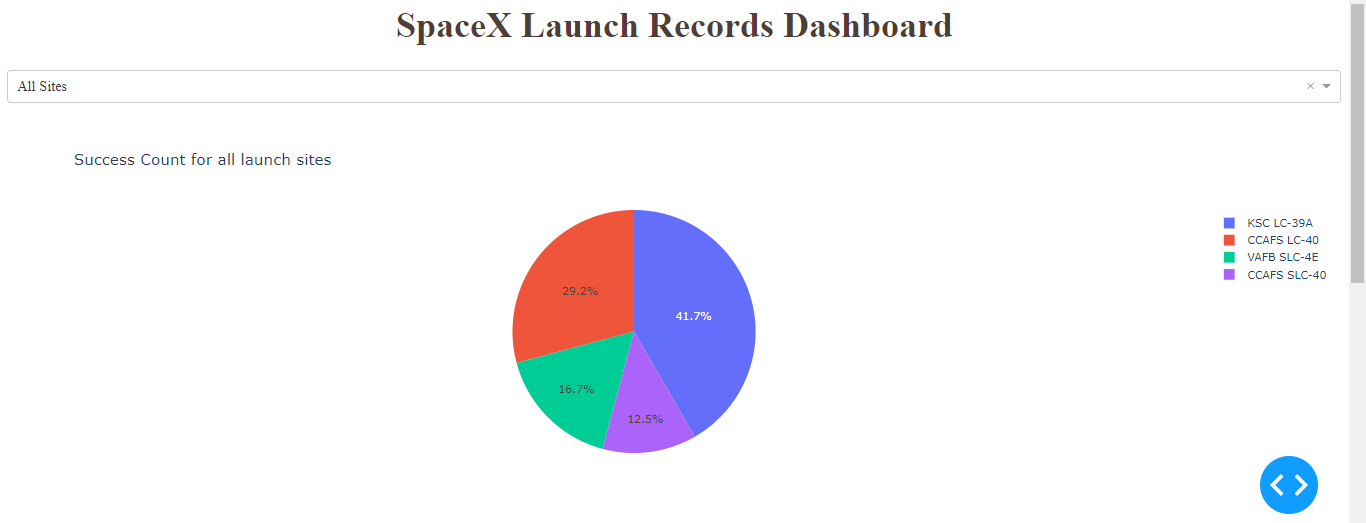 SpaceX Launch Records Dashboard
All Sites
Success Count for all launch sites
KSC LC-39A
CCAFS LC-40
VAFB SLC-4E
CCAFS SLC-40
29.2%
41.7%
16.7%
12.5%